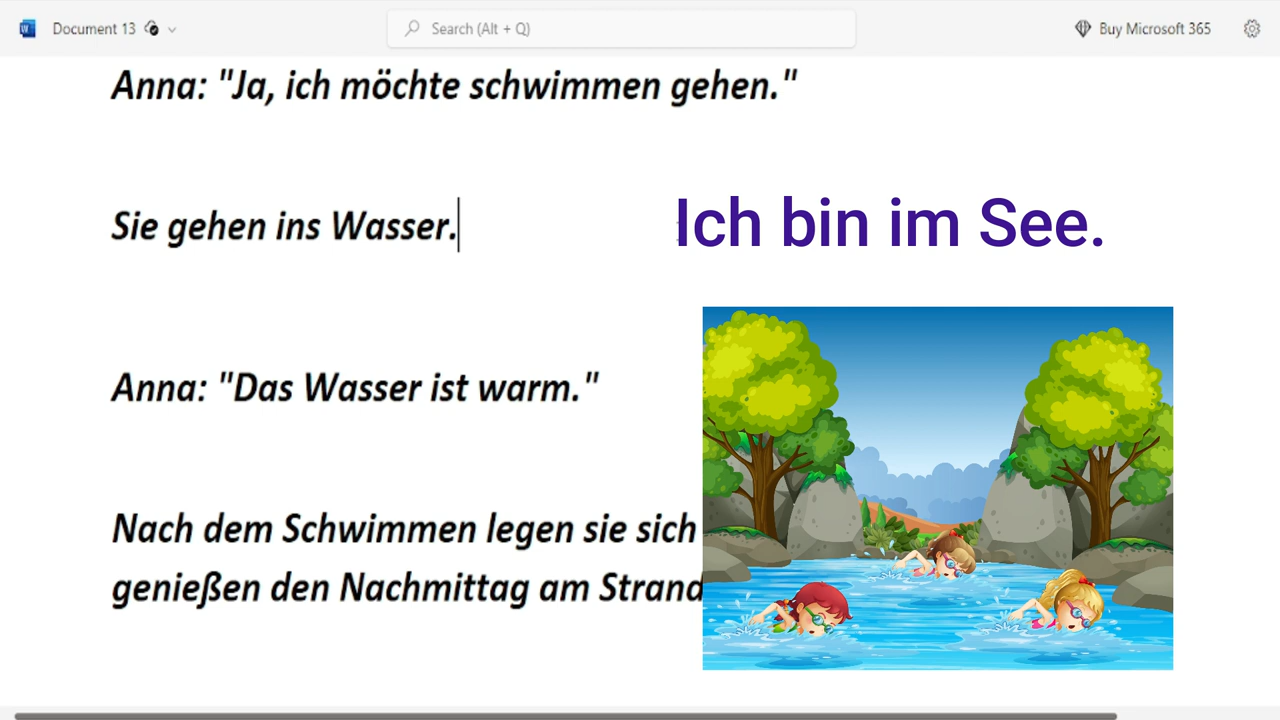 Document 13
Search (Alt + Q)
Buy Microsoft 365
Anna: "Ja, ich möchte schwimmen gehen."
Sie gehen ins Wasser.
Ich bin im See.
Anna: "Das Wasser ist warm."
Nach dem Schwimmen legen sie sich
genießen den Nachmittag am Strand